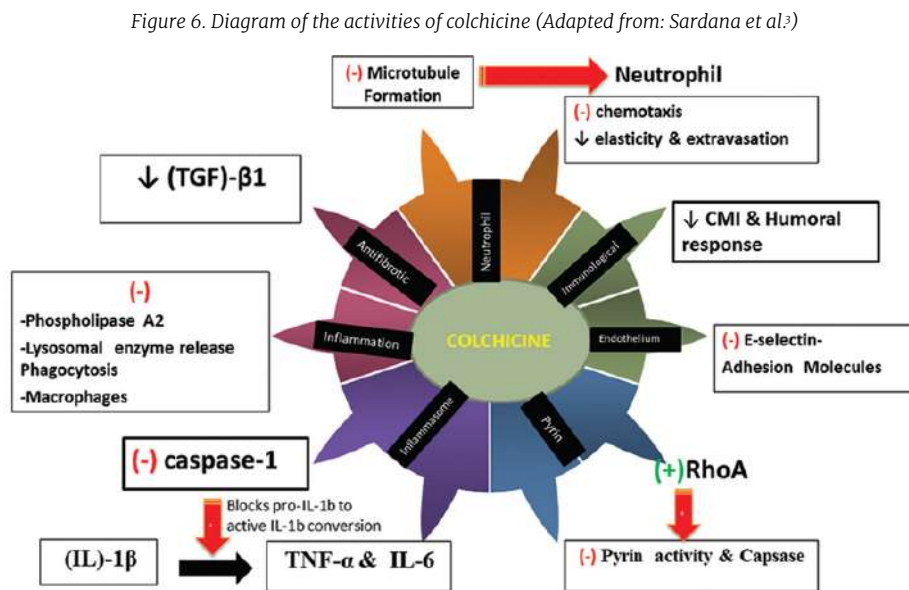 Figure 6. Diagram of the activities of colchicine (Adapted from: Sardana et al.³)
(-) Microtubule
Formation
Neutrophil
(-) chemotaxis
↓ elasticity & extravasation
↓ (TGF)-β1
↓ CMI & Humoral
response
(-)
-Phospholipase A2
-Lysosomal enzyme release
Phagocytosis
-Macrophages
(-) E-selectin-
Adhesion Molecules
Neutrophil
Antifibrotic
Immunological
Inflammation
COLCHICINE
Endothelium
Inflammasome
Pyrin
(-) caspase-1
(+)RhoA
Blocks pro-IL-1b to
active IL-1b conversion
(IL)-1β
TNF-α & IL-6
(-) Pyrin activity & Capsase